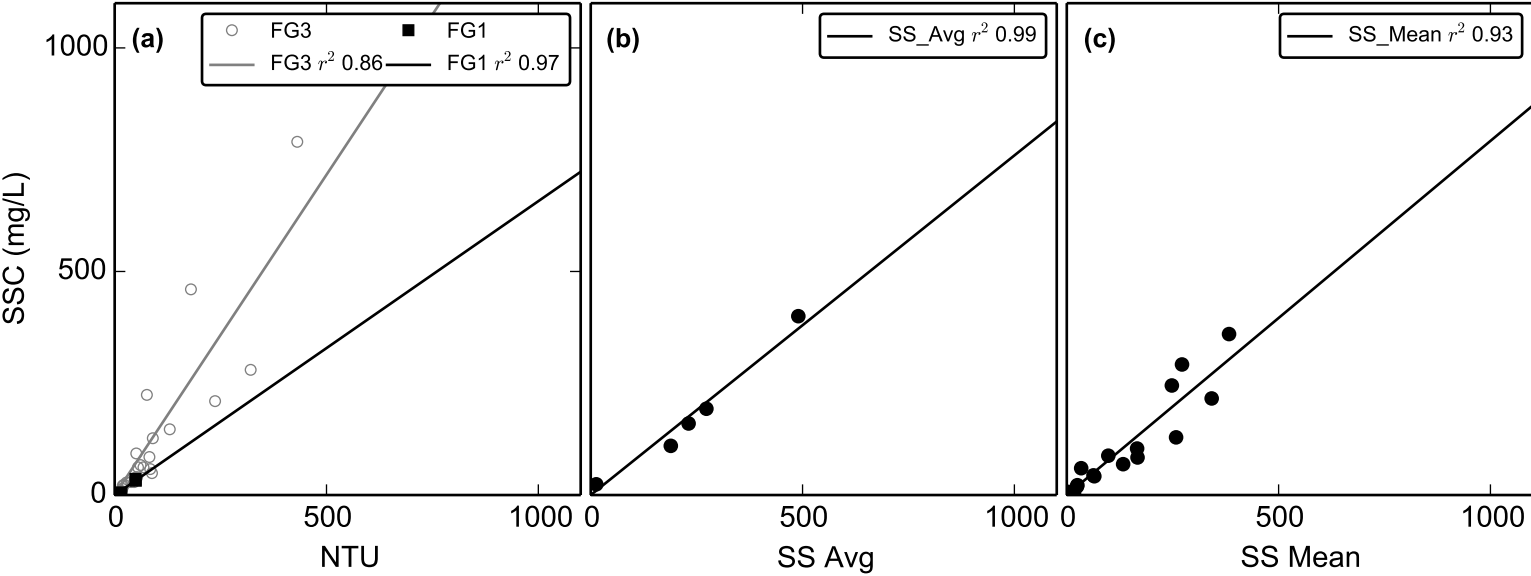 (a)
FG3
FG1
FG3 r² 0.86
FG1 r² 0.97
(b)
SS_Avg r² 0.99
(c)
SS_Mean r² 0.93
1000
500
0
SSC (mg/L)
0 500 1000
0 500 1000
0 500 1000
NTU
SS Avg
SS Mean